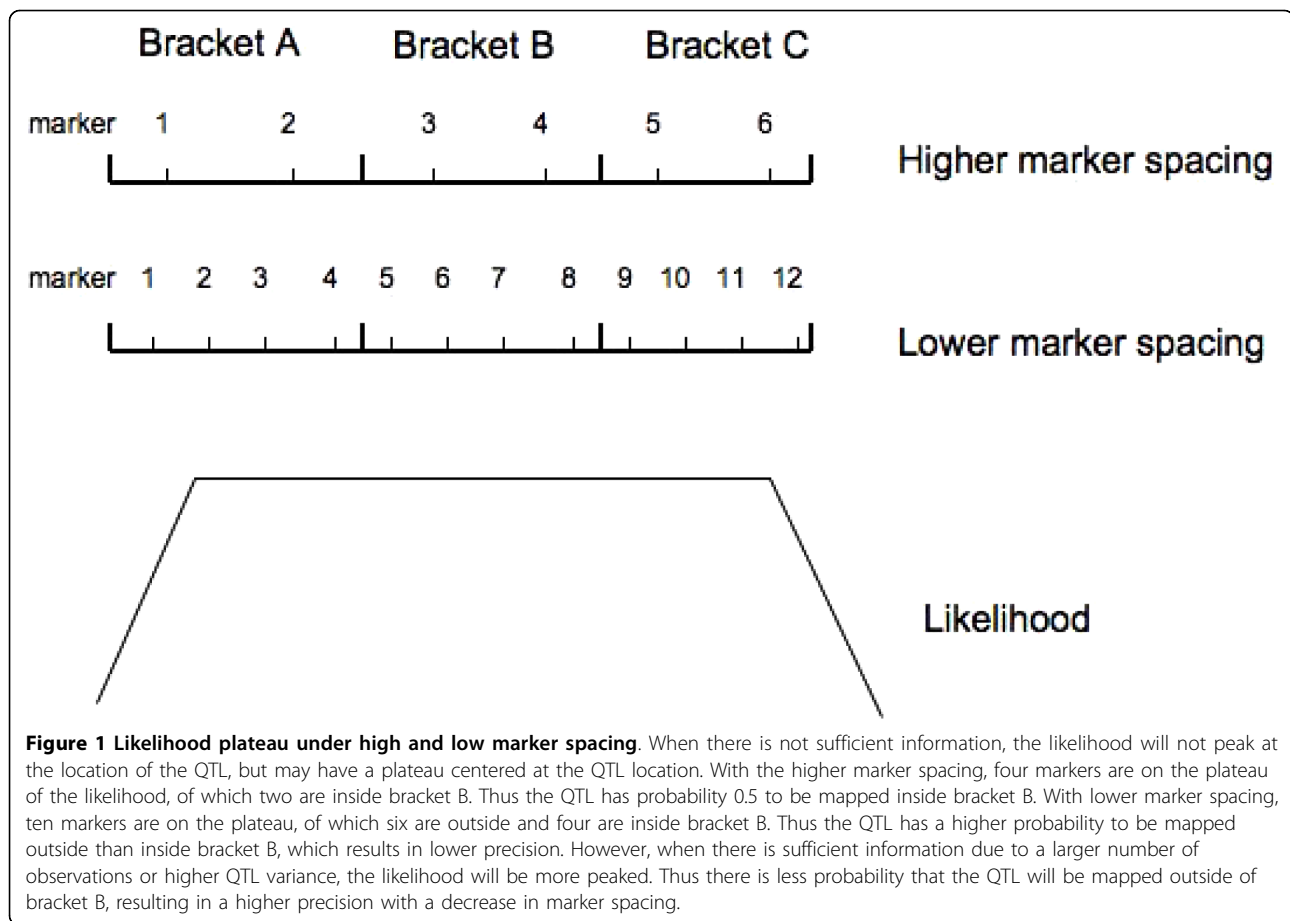 Bracket A Bracket B Bracket C
marker 1 2 3 4 5 6
Higher marker spacing
marker 1 2 3 4 5 6 7 8 9 10 11 12
Lower marker spacing
Likelihood
Figure 1 Likelihood plateau under high and low marker spacing. When there is not sufficient information, the likelihood will not peak at
the location of the QTL, but may have a plateau centered at the QTL location. With the higher marker spacing, four markers are on the plateau
of the likelihood, of which two are inside bracket B. Thus the QTL has probability 0.5 to be mapped inside bracket B. With lower marker spacing,
ten markers are on the plateau, of which six are outside and four are inside bracket B. Thus the QTL has a higher probability to be mapped
outside than inside bracket B, which results in lower precision. However, when there is sufficient information due to a larger number of
observations or higher QTL variance, the likelihood will be more peaked. Thus there is less probability that the QTL will be mapped outside of
bracket B, resulting in a higher precision with a decrease in marker spacing.